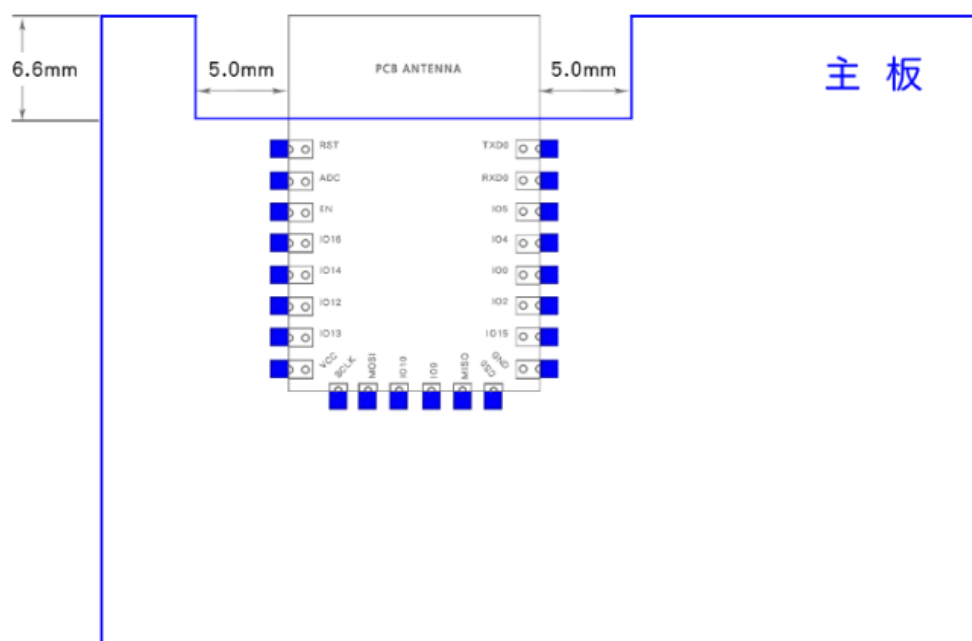 6.6mm
5.0mm
PCB ANTENNA
5.0mm
主 板
RST
TXD0
ADC
RXD0
EN
IO5
IO16
IO4
IO14
IO0
IO12
IO2
IO13
IO15
VCC
SCLK
MOSI
IO10
IO9
MISO
CSO
GND